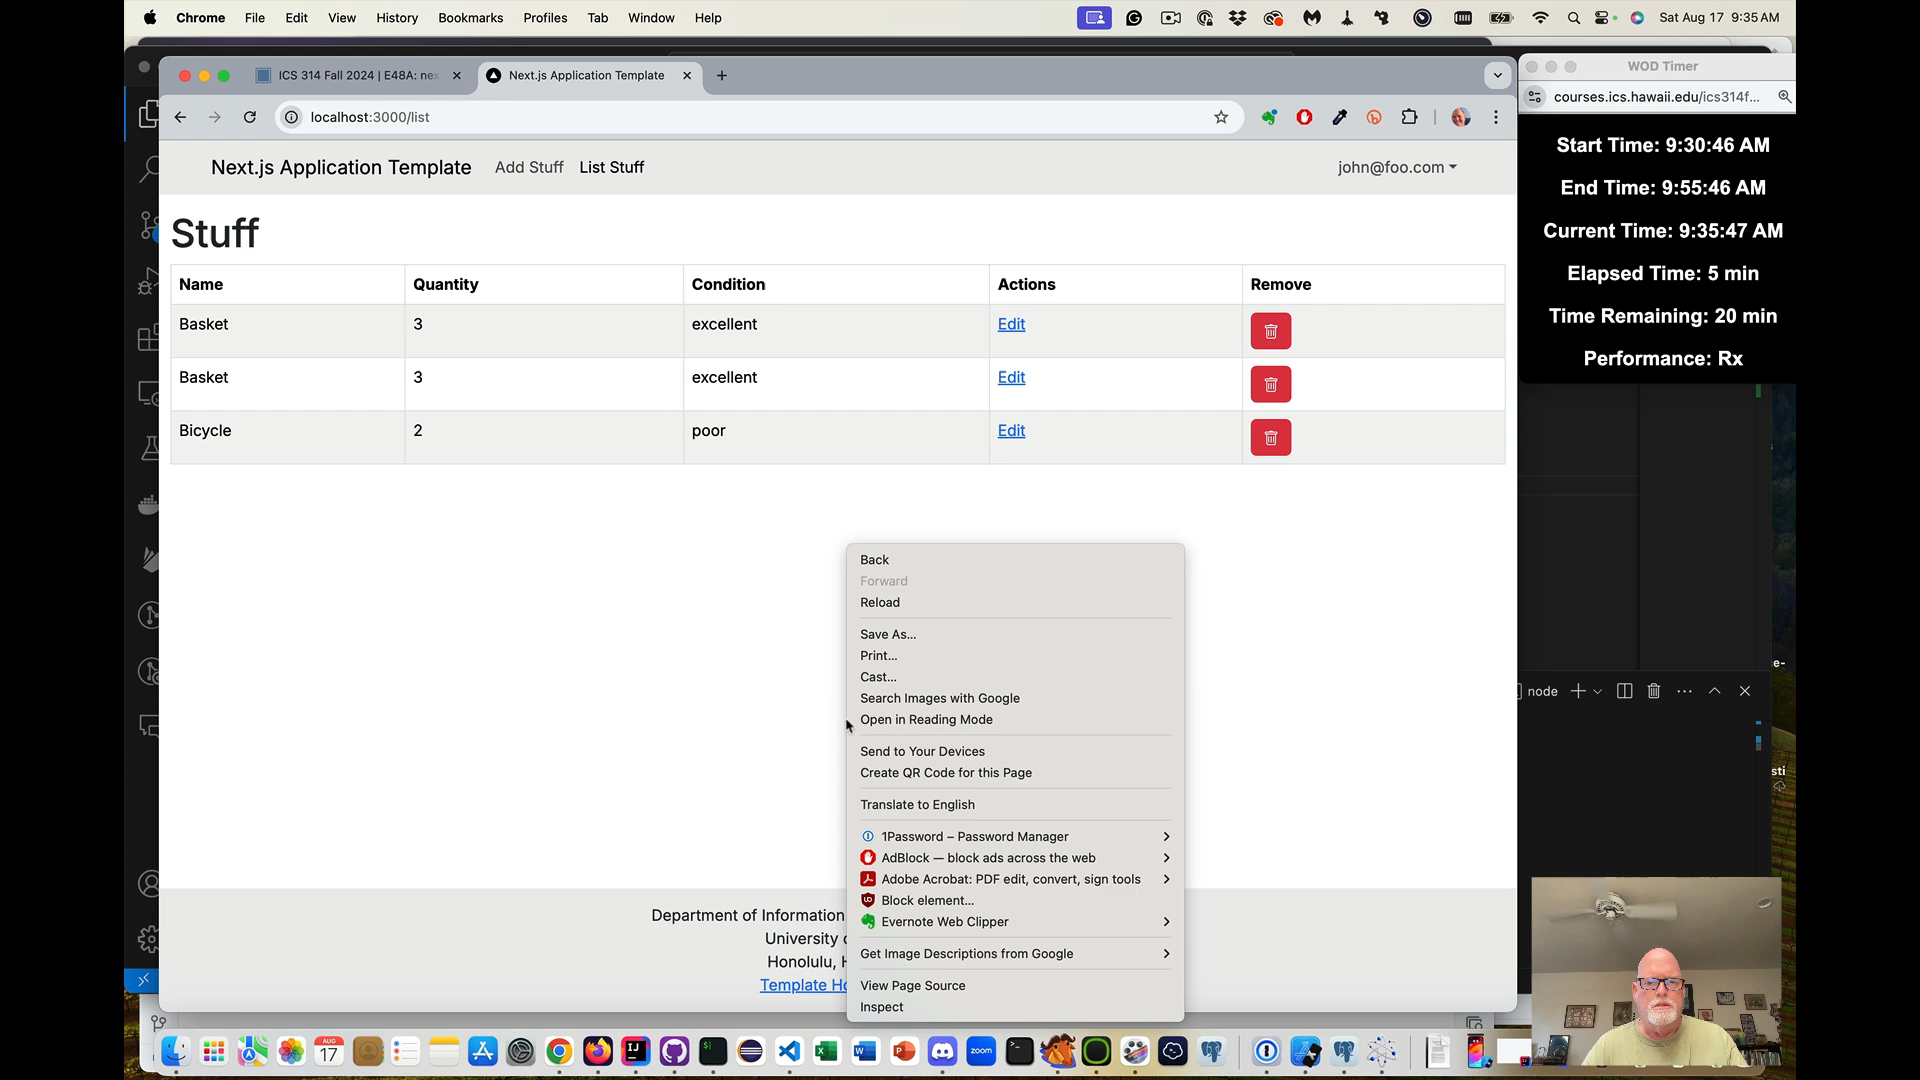 Chrome File Edit View History Bookmarks Profiles Tab Window Help
Sat Aug 17 9:35 AM
ICS 314 Fall 2024 | E48A: nex
Next.js Application Template
WOD Timer
localhost:3000/list
courses.ics.hawaii.edu/ics314f...
Next.js Application Template Add Stuff List Stuff john@foo.com
Start Time: 9:30:46 AM
End Time: 9:55:46 AM
Current Time: 9:35:47 AM
Elapsed Time: 5 min
Time Remaining: 20 min
Performance: Rx
Stuff
Name Quantity Condition Actions Remove
Basket 3 excellent Edit
Basket 3 excellent Edit
Bicycle 2 poor Edit
Back
Forward
Reload
Save As...
Print...
Cast...
Search Images with Google
Open in Reading Mode
Send to Your Devices
Create QR Code for this Page
Translate to English
1Password – Password Manager
AdBlock — block ads across the web
Adobe Acrobat: PDF edit, convert, sign tools
Block element...
Evernote Web Clipper
Get Image Descriptions from Google
View Page Source
Inspect
Department of Information
University
Honolulu,
Template
node
AUG
17
zoom